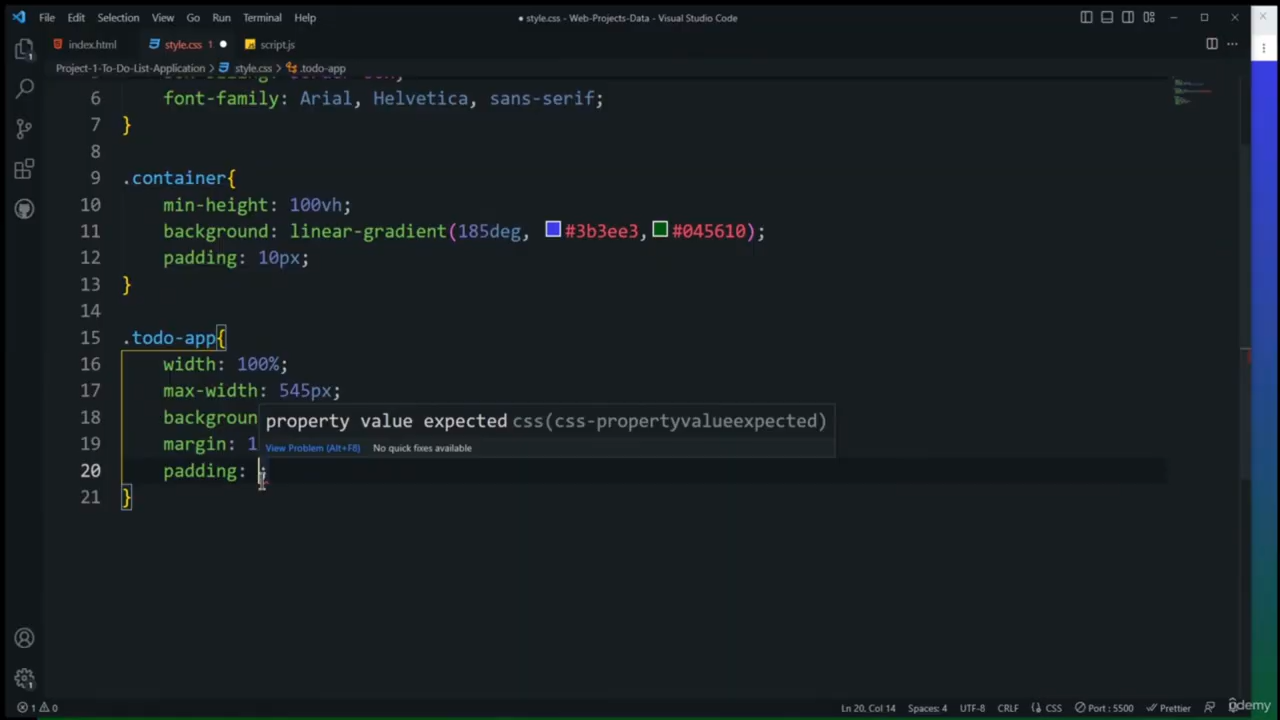 File Edit Selection View Go Run Terminal Help
● style.css - Web-Projects-Data - Visual Studio Code
index.html style.css 1 ● script.js
Project-1-To-Do-List-Application > style.css > .todo-app
6 font-family: Arial, Helvetica, sans-serif;
7 }
8
9 .container{
10 min-height: 100vh;
11 background: linear-gradient(185deg, #3b3ee3, #045610);
12 padding: 10px;
13 }
14
15 .todo-app{
16 width: 100%;
17 max-width: 545px;
18 backgroun
property value expected css(css-propertyvalueexpected)
19 margin: 1
View Problem (Alt+F8) No quick fixes available
20 padding: ;
21 }
1 0 Ln 20, Col 14 Spaces: 4 UTF-8 CRLF {} CSS Port : 5500 Prettier
udemy